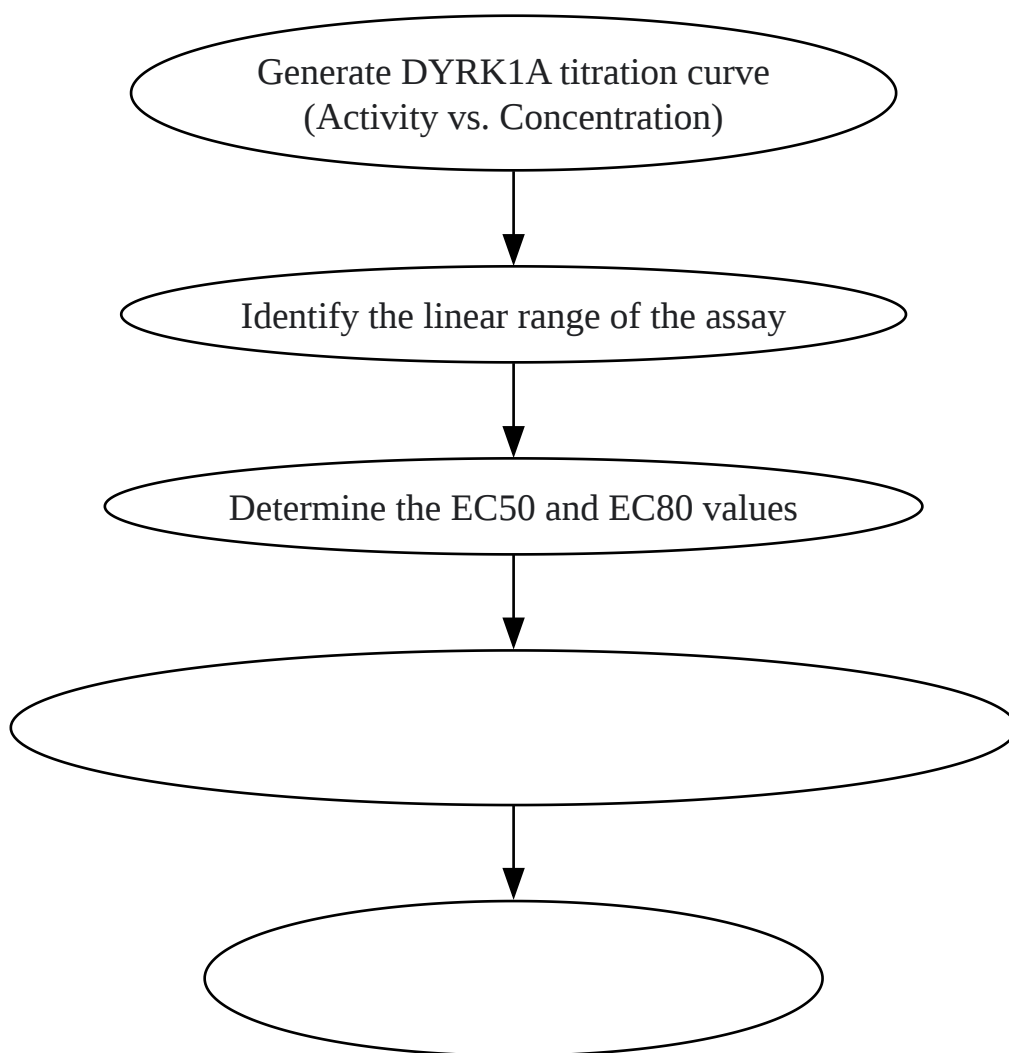 Generate DYRK1A titration curve
(Activity vs. Concentration)
Identify the linear range of the assay
Determine the EC50 and EC80 values